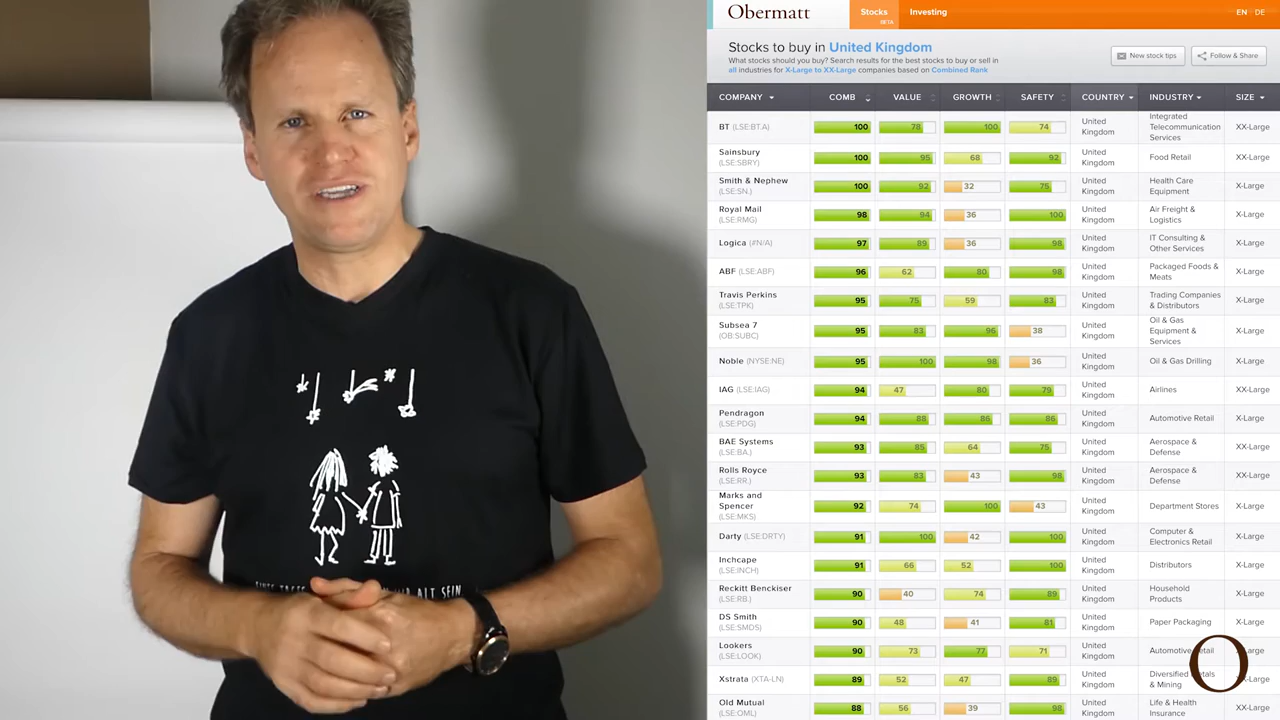 Obermatt
Stocks
BETA
Investing
EN DE
Stocks to buy in United Kingdom
What stocks should you buy? Search results for the best stocks to buy or sell in
all industries for X-Large to XX-Large companies based on Combined Rank
New stock tips
Follow & Share
COMPANY COMB VALUE GROWTH SAFETY COUNTRY INDUSTRY SIZE
BT (LSE:BT.A) 100 78 100 74 United Kingdom Integrated Telecommunication Services XX-Large
Sainsbury (LSE:SBRY) 100 95 68 92 United Kingdom Food Retail XX-Large
Smith & Nephew (LSE:SN.) 100 92 32 75 United Kingdom Health Care Equipment X-Large
Royal Mail (LSE:RMG) 98 94 36 100 United Kingdom Air Freight & Logistics X-Large
Logica (#N/A) 97 89 36 98 United Kingdom IT Consulting & Other Services X-Large
ABF (LSE:ABF) 96 62 80 98 United Kingdom Packaged Foods & Meats X-Large
Travis Perkins (LSE:TPK) 95 75 59 83 United Kingdom Trading Companies & Distributors X-Large
Subsea 7 (OB:SUBC) 95 83 96 38 United Kingdom Oil & Gas Equipment & Services X-Large
Noble (NYSE:NE) 95 100 98 36 United Kingdom Oil & Gas Drilling X-Large
IAG (LSE:IAG) 94 47 80 79 United Kingdom Airlines XX-Large
Pendragon (LSE:PDG) 94 88 86 86 United Kingdom Automotive Retail X-Large
BAE Systems (LSE:BA.) 93 85 64 75 United Kingdom Aerospace & Defense XX-Large
Rolls Royce (LSE:RR.) 93 83 43 98 United Kingdom Aerospace & Defense XX-Large
Marks and Spencer (LSE:MKS) 92 74 100 43 United Kingdom Department Stores X-Large
Darty (LSE:DRTY) 91 100 42 100 United Kingdom Computer & Electronics Retail X-Large
Inchcape (LSE:INCH) 91 66 52 100 United Kingdom Distributors X-Large
Reckitt Benckiser (LSE:RB.) 90 40 74 89 United Kingdom Household Products X-Large
DS Smith (LSE:SMDS) 90 48 41 81 United Kingdom Paper Packaging X-Large
Lookers (LSE:LOOK) 90 73 77 71 United Kingdom Automotive
Xstrata (XTA-LN) 89 52 47 89 United Kingdom Diversified & Mining
Old Mutual (LSE:OML) 88 56 39 98 United Kingdom Life & Health Insurance XX-Large
ALT SEIN
O